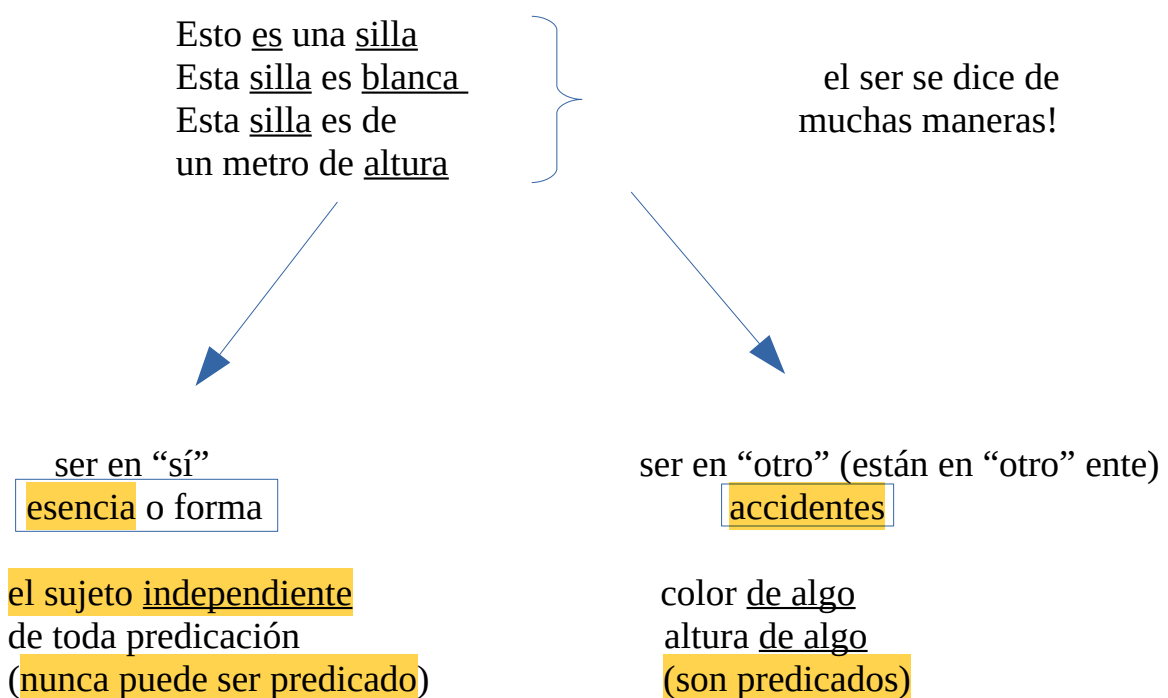 Esto es una silla
Esta silla es blanca
Esta silla es de
un metro de altura
el ser se dice de
muchas maneras!
ser en “sí”
esencia o forma
el sujeto independiente
de toda predicación
(nunca puede ser predicado)
ser en “otro” (están en “otro” ente)
accidentes
color de algo
altura de algo
(son predicados)